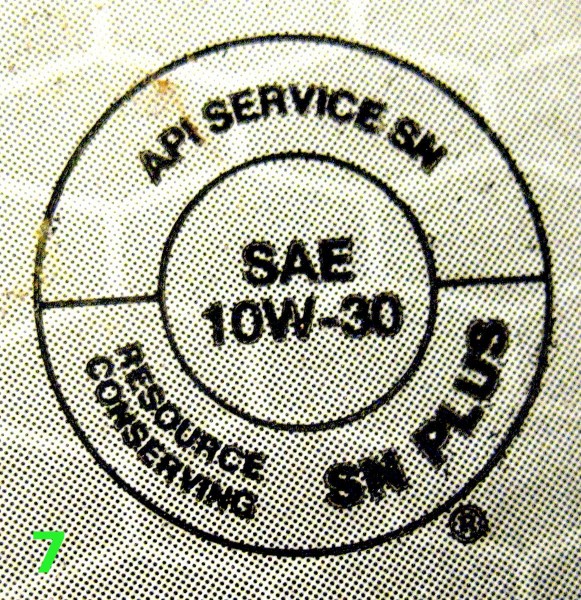 API SERVICE SN
SAE
10W-30
RESOURCE
CONSERVING
SN PLUS
®
7